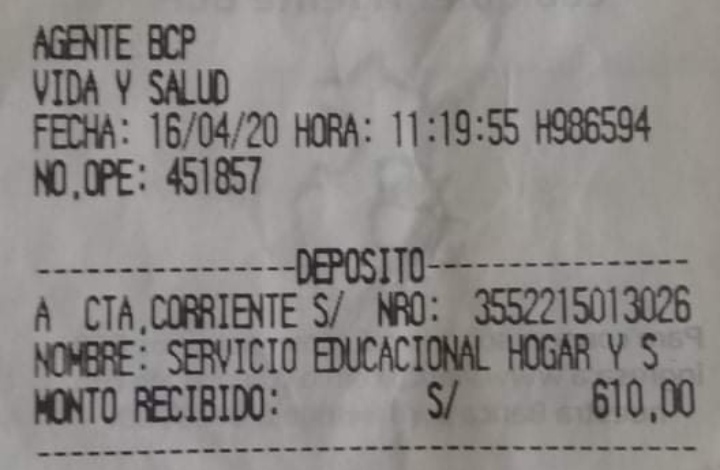 AGENTE BCP
VIDA Y SALUD
FECHA: 16/04/20 HORA: 11:19:55 H986594
NO.OPE: 451857
----------------DEPOSITO----------------
A CTA.CORRIENTE S/ NRO: 3552215013026
NOMBRE: SERVICIO EDUCACIONAL HOGAR Y S
MONTO RECIBIDO: S/ 610,00
----------------------------------------